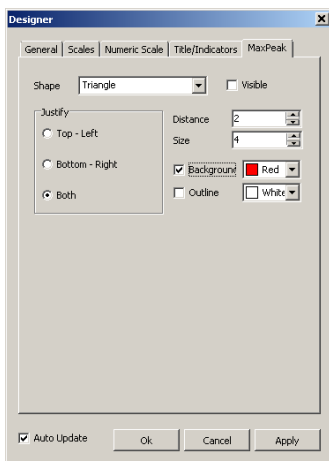 Designer
General Scales Numeric Scale Title/Indicators MaxPeak
Shape Triangle Visible
Justify
Top - Left
Bottom - Right
Both
Distance 2
Size 4
Background Red
Outline White
Auto Update Ok Cancel Apply